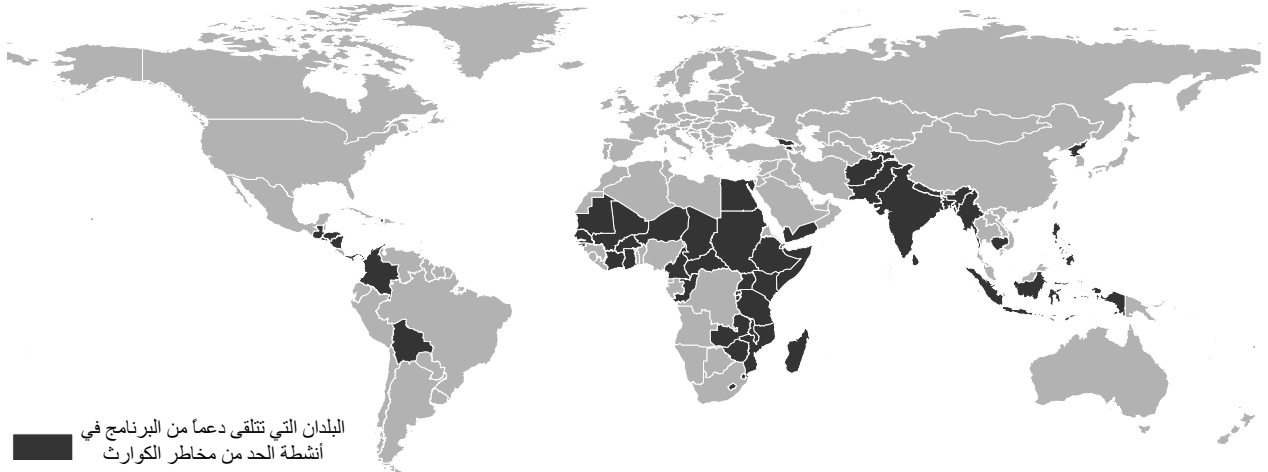 البلدان التي تتلقى دعماً من البرنامج في
أنشطة الحد من مخاطر الكوارث